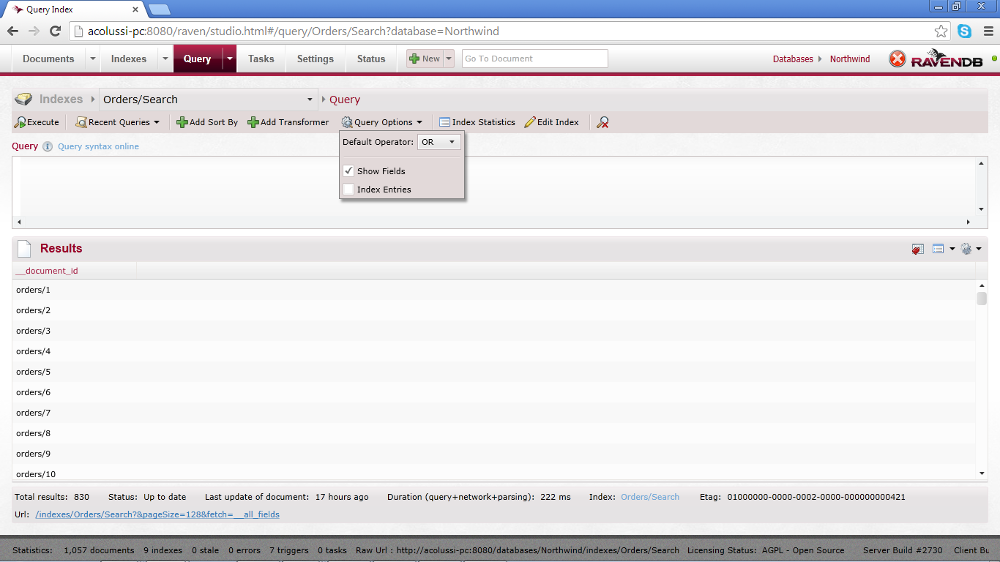 Query Index
acolussi-pc:8080/raven/studio.html#/query/Orders/Search?database=Northwind
Documents Indexes Query Tasks Settings Status New Go To Document Databases Northwind RAVENDB
Indexes Orders/Search Query
Execute Recent Queries Add Sort By Add Transformer Query Options Index Statistics Edit Index
Default Operator: OR
Query Query syntax online
Show Fields
Index Entries
Results
__document_id
orders/1
orders/2
orders/3
orders/4
orders/5
orders/6
orders/7
orders/8
orders/9
orders/10
Total results: 830 Status: Up to date Last update of document: 17 hours ago Duration (query+network+parsing): 222 ms Index: Orders/Search Etag: 01000000-0000-0002-0000-000000000421
Url: /indexes/Orders/Search?&pageSize=128&fetch=__all_fields
Statistics: 1,057 documents 9 indexes 0 stale 0 errors 7 triggers 0 tasks Raw Url : http://acolussi-pc:8080/databases/Northwind/indexes/Orders/Search Licensing Status: AGPL - Open Source Server Build #2730 Client Bu